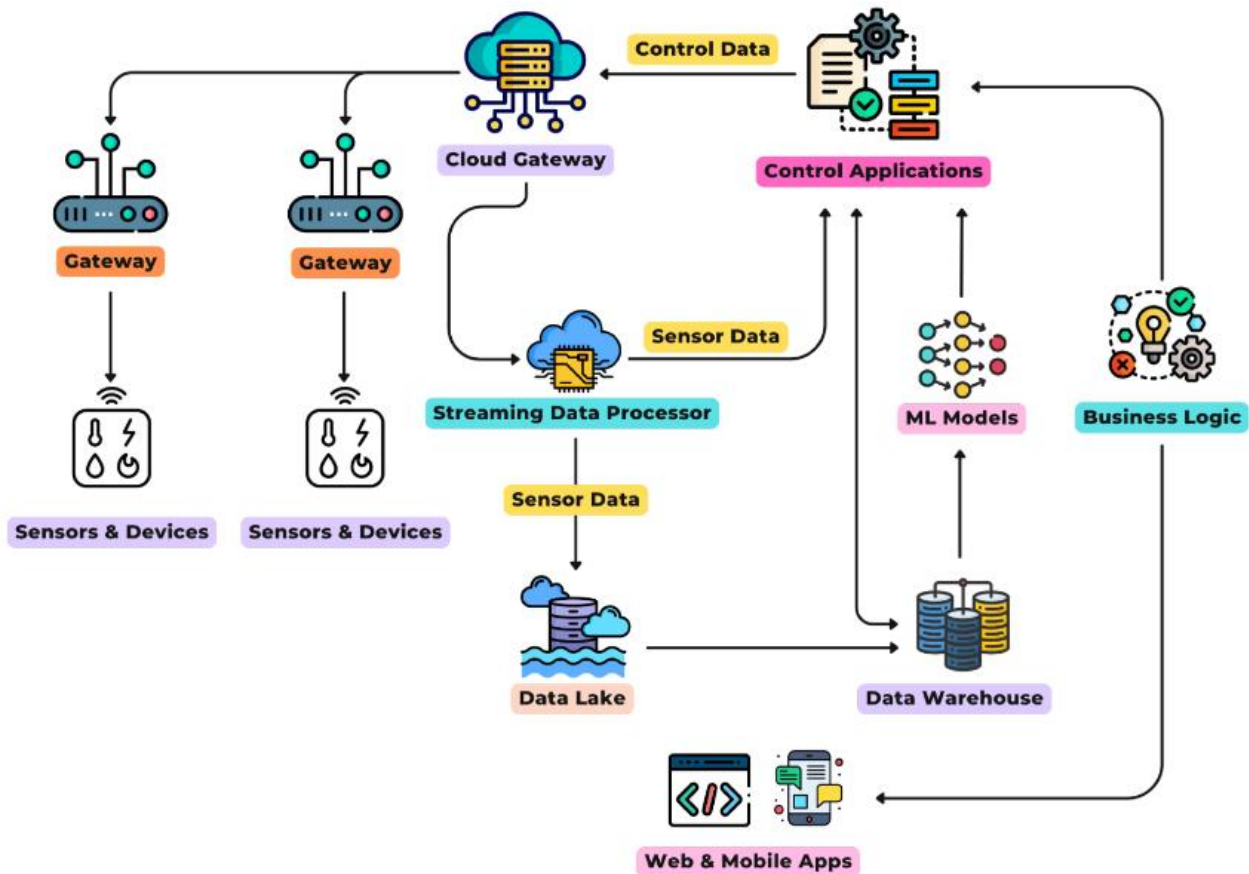 Control Data
Cloud Gateway
Control Applications
Gateway
Gateway
Sensor Data
Streaming Data Processor
ML Models
Business Logic
Sensor Data
Sensors & Devices
Sensors & Devices
Data Lake
Data Warehouse
Web & Mobile Apps